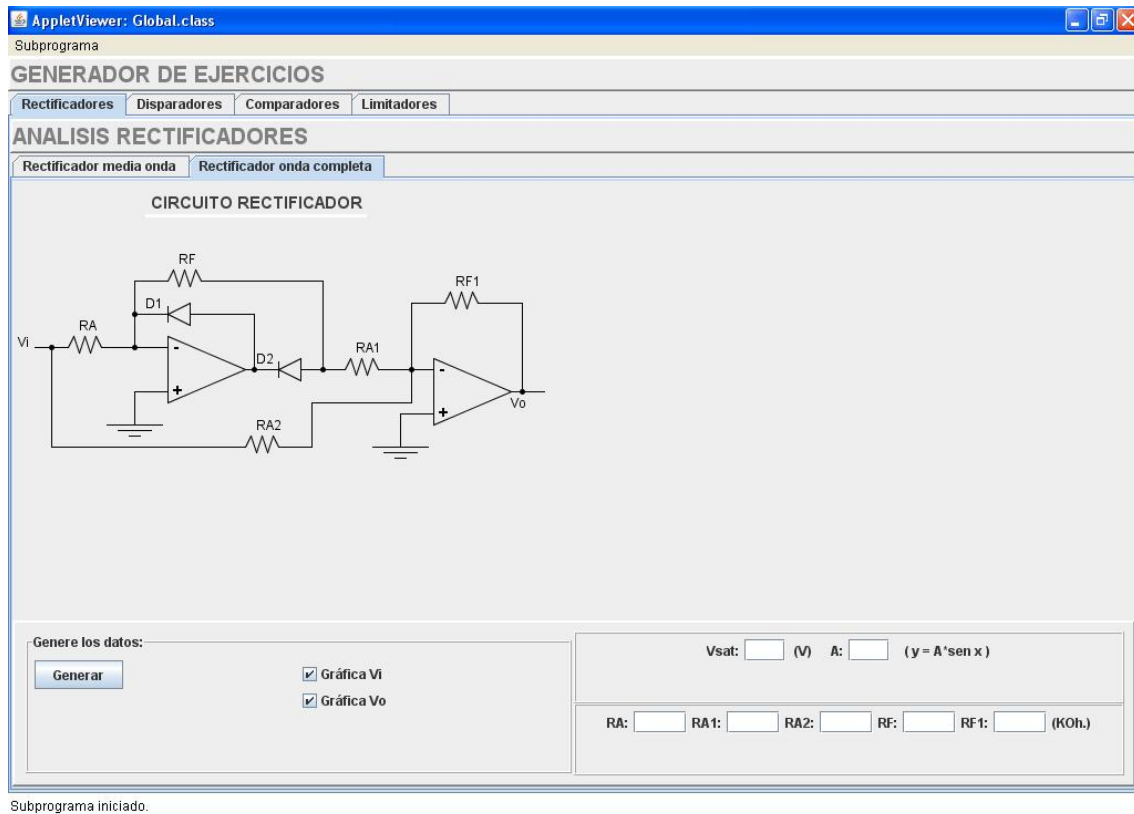 AppletViewer: Global.class
Subprograma
GENERADOR DE EJERCICIOS
Rectificadores Disparadores Comparadores Limitadores
ANALISIS RECTIFICADORES
Rectificador media onda Rectificador onda completa
CIRCUITO RECTIFICADOR
RF
RF1
D1
RA
Vi
-
D2
RA1
-
+
Vo
+
RA2
Genere los datos:
Generar
Gráfica Vi
Gráfica Vo
Vsat: (V) A: ( y = A*sen x )
RA: RA1: RA2: RF: RF1: (KOh.)
Subprograma iniciado.